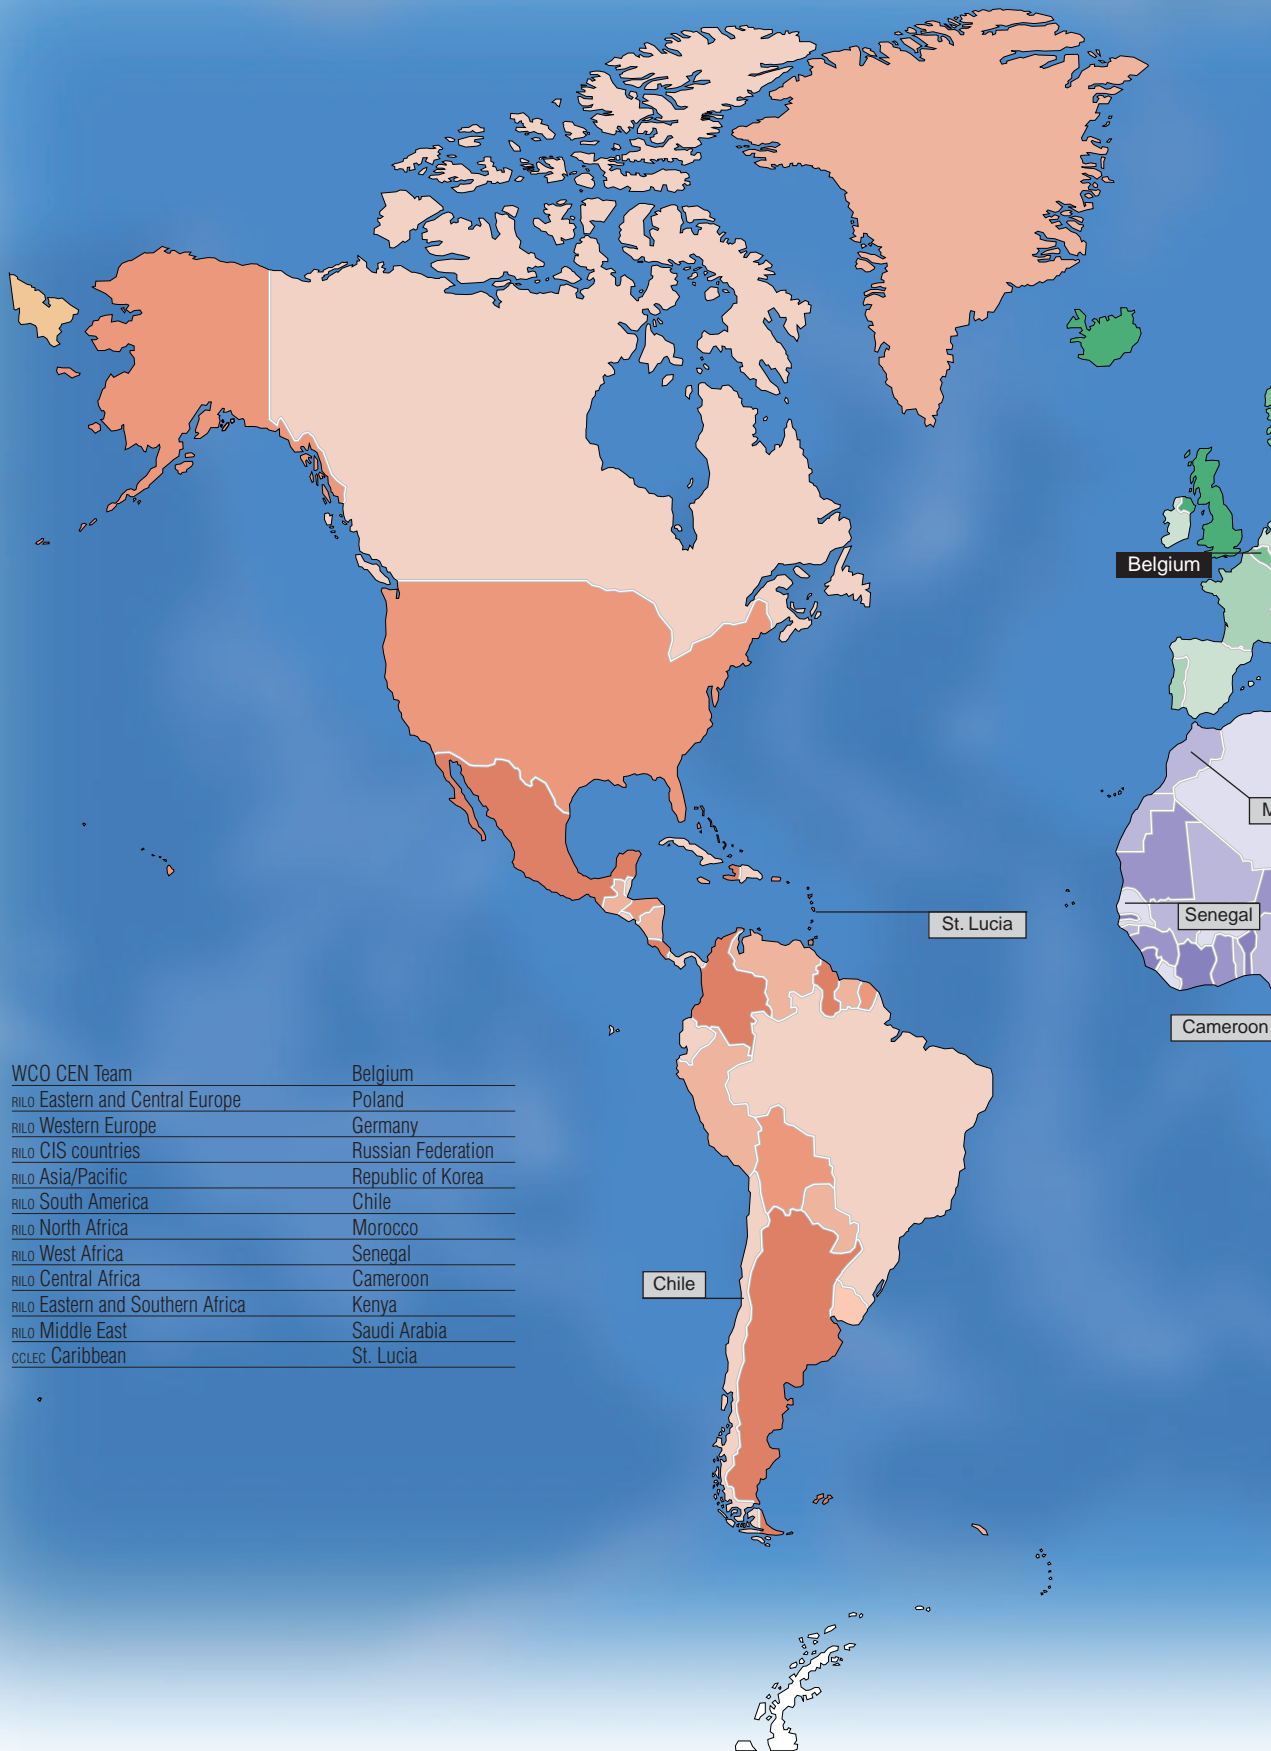 Belgium
M
Senegal
St. Lucia
Cameroon
WCO CEN Team Belgium
RILO Eastern and Central Europe Poland
RILO Western Europe Germany
RILO CIS countries Russian Federation
RILO Asia/Pacific Republic of Korea
RILO South America Chile
RILO North Africa Morocco
RILO West Africa Senegal
RILO Central Africa Cameroon
RILO Eastern and Southern Africa Kenya
RILO Middle East Saudi Arabia
CCLEC Caribbean St. Lucia
Chile